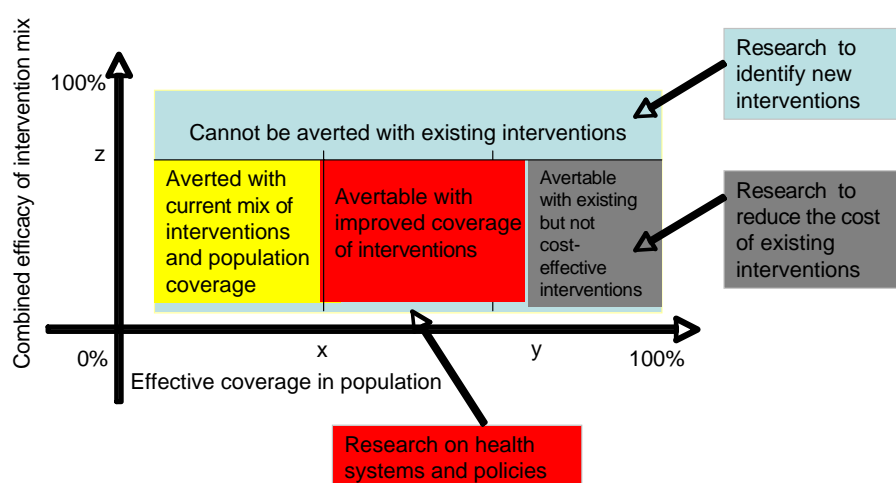 Combined efficacy of intervention mix
100%
z
Cannot be averted with existing interventions
Averted with
current mix of
interventions
and population
coverage
Avertable with
improved coverage
of interventions
Avertable
with existing
but not
cost-
effective
interventions
Research to
identify new
interventions
Research to
reduce the cost
of existing
interventions
0%
x
y
100%
Effective coverage in population
Research on health
systems and policies